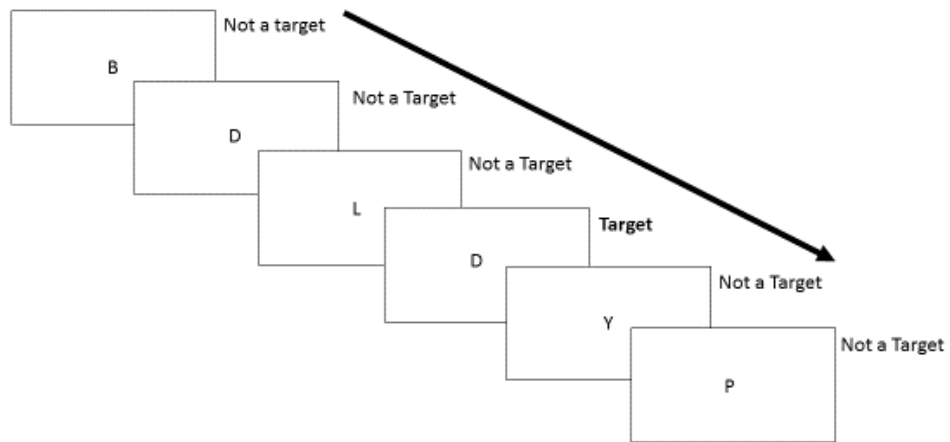 Not a target
B
Not a Target
D
Not a Target
L
Target
D
Not a Target
Y
Not a Target
P